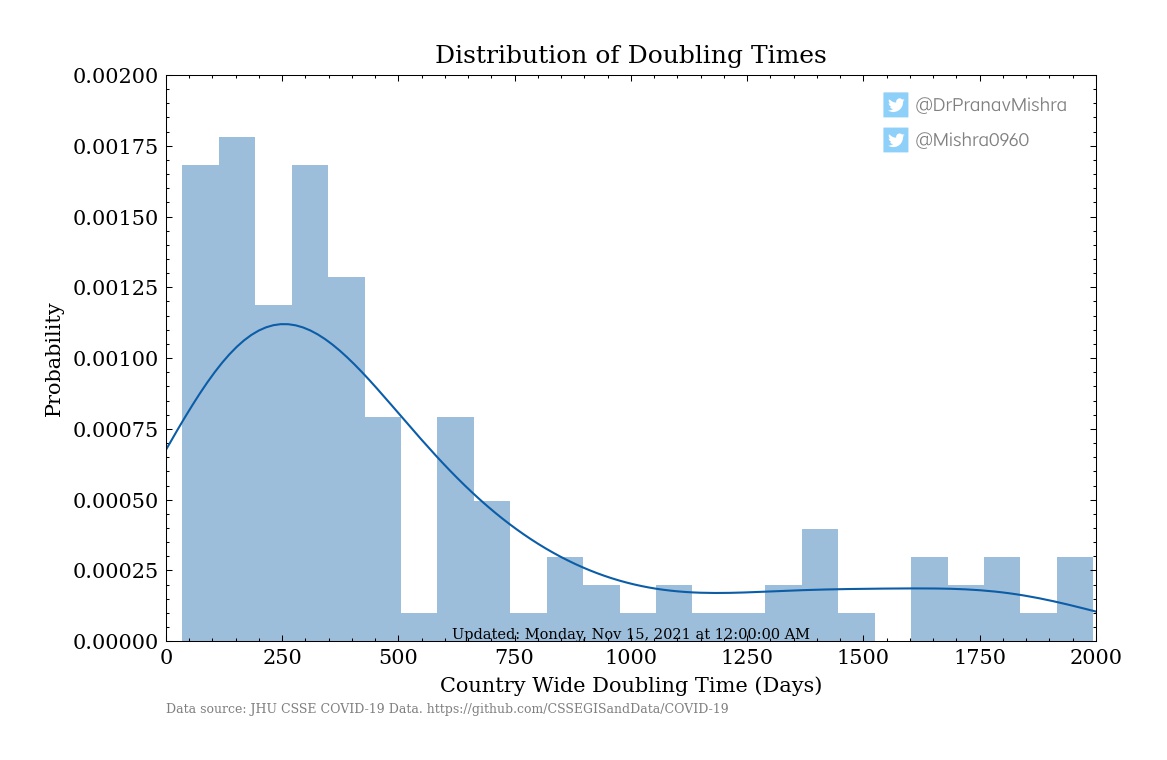 Distribution of Doubling Times
@DrPranavMishra
@Mishra0960
Probability
0.00200
0.00175
0.00150
0.00125
0.00100
0.00075
0.00050
0.00025
0.00000
Updated: Monday, Nov 15, 2021 at 12:00:00 AM
0 250 500 750 1000 1250 1500 1750 2000
Country Wide Doubling Time (Days)
Data source: JHU CSSE COVID-19 Data. https://github.com/CSSEGISandData/COVID-19